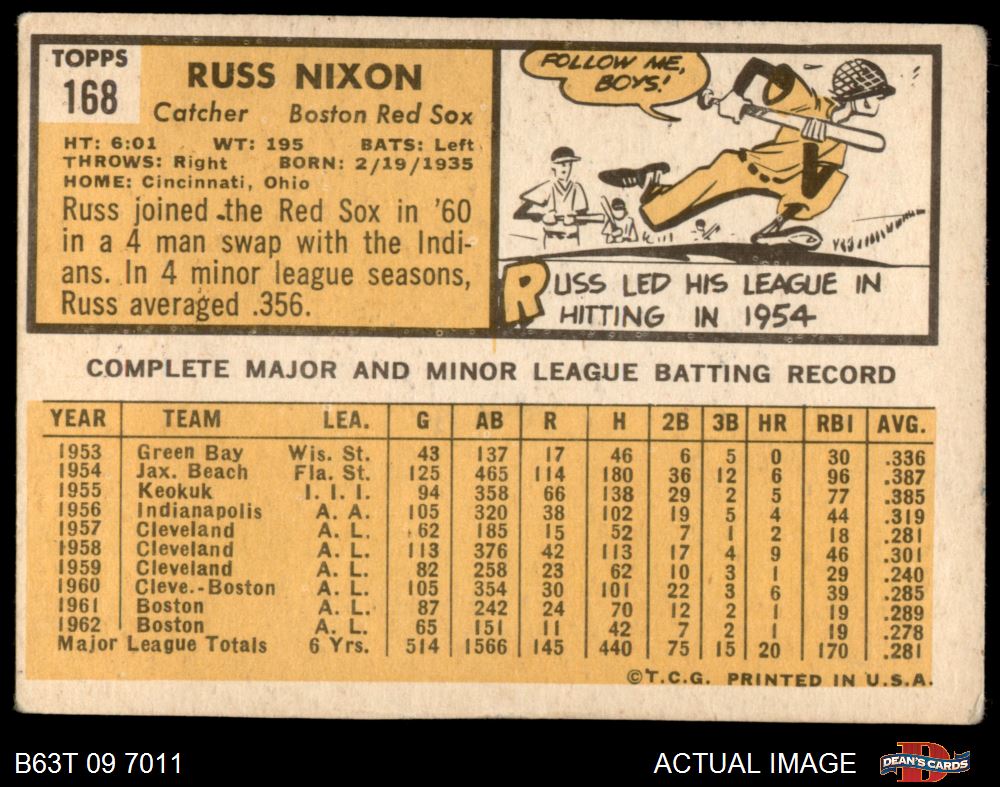 TOPPS
168
RUSS NIXON
Catcher Boston Red Sox
HT: 6:01 WT: 195 BATS: Left
THROWS: Right BORN: 2/19/1935
HOME: Cincinnati, Ohio
Russ joined the Red Sox in '60
in a 4 man swap with the Indi-
ans. In 4 minor league seasons,
Russ averaged .356.
FOLLOW ME,
BOYS!
RUSS LED HIS LEAGUE IN
HITTING IN 1954
COMPLETE MAJOR AND MINOR LEAGUE BATTING RECORD
YEAR TEAM LEA. G AB R H 2B 3B HR RBI AVG.
1953 Green Bay Wis. St. 43 137 17 46 6 5 0 30 .336
1954 Jax. Beach Fla. St. 125 465 114 180 36 12 6 96 .387
1955 Keokuk I. I. I. 94 358 66 138 29 2 5 77 .385
1956 Indianapolis A. A. 105 320 38 102 19 5 4 44 .319
1957 Cleveland A. L. 62 185 15 52 7 1 2 18 .281
1958 Cleveland A. L. 113 376 42 113 17 4 9 46 .301
1959 Cleveland A. L. 82 258 23 62 10 3 1 29 .240
1960 Cleve.-Boston A. L. 105 354 30 101 22 3 6 39 .285
1961 Boston A. L. 87 242 24 70 12 2 1 19 .289
1962 Boston A. L. 65 151 11 42 7 2 1 19 .278
Major League Totals 6 Yrs. 514 1566 145 440 75 15 20 170 .281
©T.C.G. PRINTED IN U.S.A.
B63T 09 7011
ACTUAL IMAGE
DEAN'S CARDS